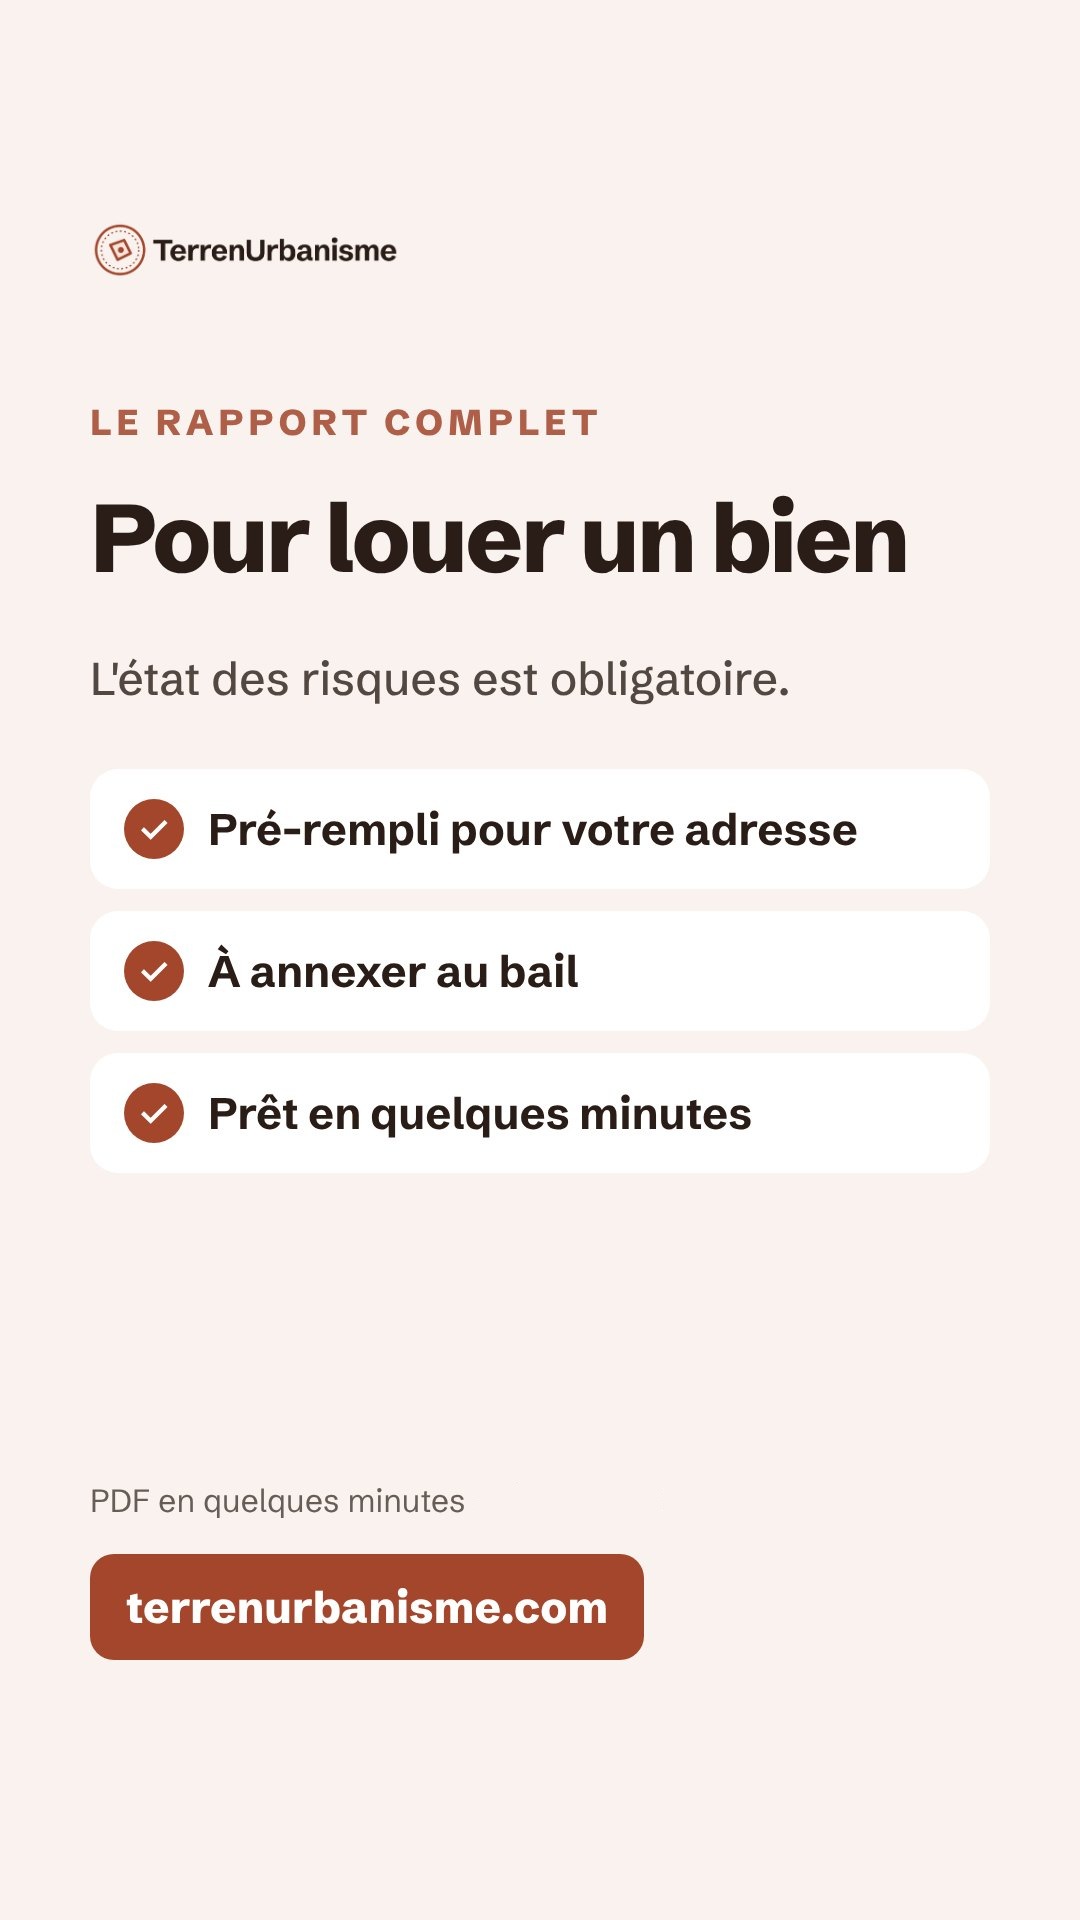 TerrenUrbanisme
LE RAPPORT COMPLET
Pour louer un bien
L'état des risques est obligatoire.
Pré-rempli pour votre adresse
À annexer au bail
Prêt en quelques minutes
PDF en quelques minutes
terrenurbanisme.com